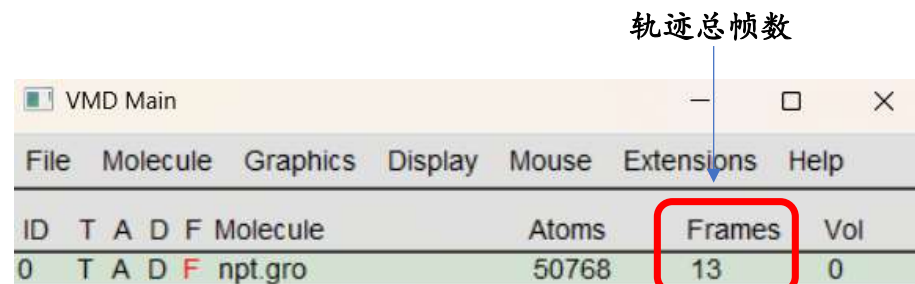 轨迹总帧数
VMD Main
File Molecule Graphics Display Mouse Extensions Help
ID T A D F Molecule Atoms Frames Vol
0 T A D F npt.gro 50768 13 0